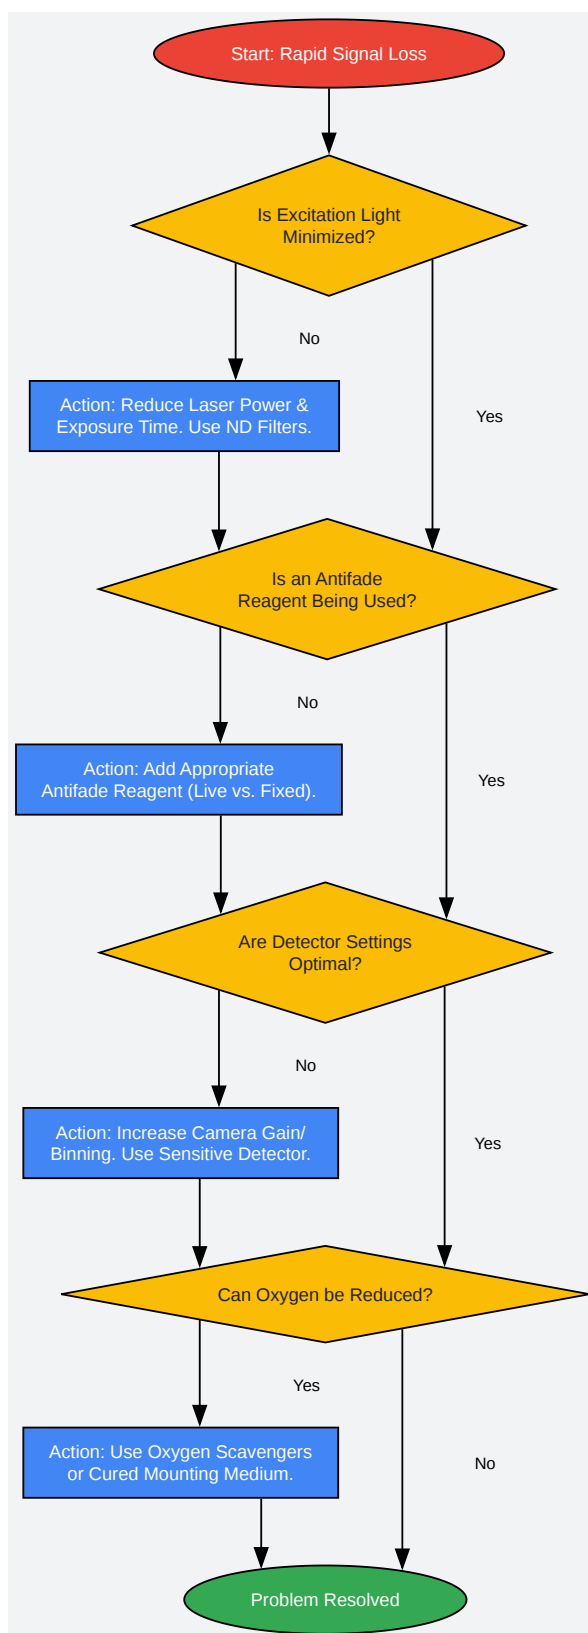 Start: Rapid Signal Loss
Is Excitation Light
Minimized?
No
Yes
Action: Reduce Laser Power &
Exposure Time. Use ND Filters.
Is an Antifade
Reagent Being Used?
No
Yes
Action: Add Appropriate
Antifade Reagent (Live vs. Fixed).
Are Detector Settings
Optimal?
No
Yes
Action: Increase Camera Gain/
Binning. Use Sensitive Detector.
Can Oxygen be Reduced?
Yes
No
Action: Use Oxygen Scavengers
or Cured Mounting Medium.
Problem Resolved